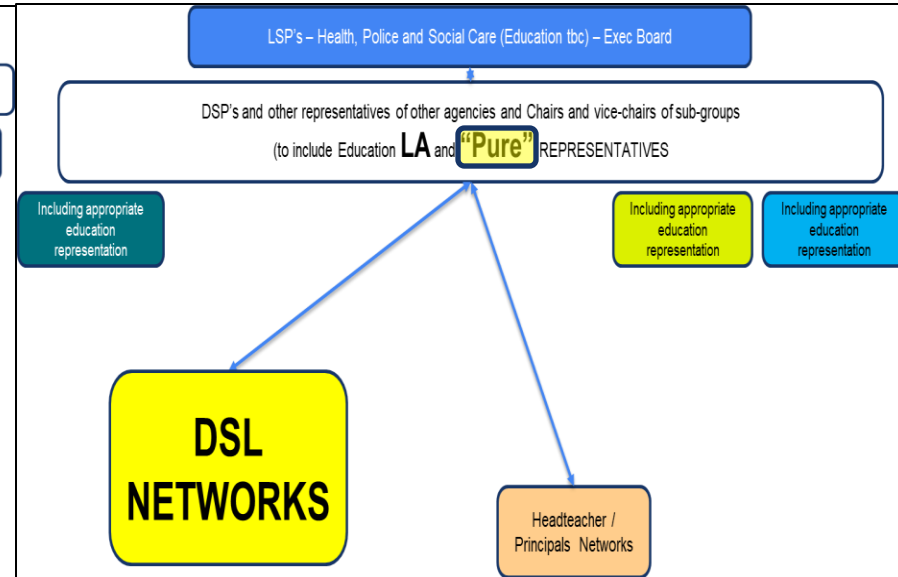 LSP's – Health, Police and Social Care (Education tbc) – Exec Board
DSP's and other representatives of other agencies and Chairs and vice-chairs of sub-groups
(to include Education LA and "Pure" REPRESENTATIVES
Including appropriate
education
representation
Including appropriate
education
representation
Including appropriate
education
representation
DSL
NETWORKS
Headteacher /
Principals Networks